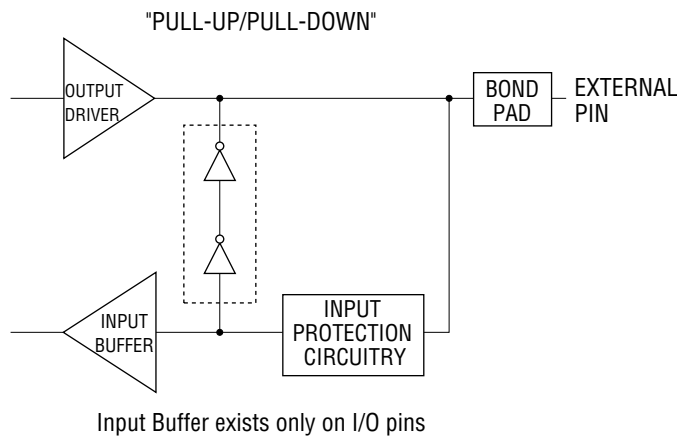 "PULL-UP/PULL-DOWN"
OUTPUT
DRIVER
BOND
PAD
EXTERNAL
PIN
INPUT
BUFFER
INPUT
PROTECTION
CIRCUITRY
Input Buffer exists only on I/O pins